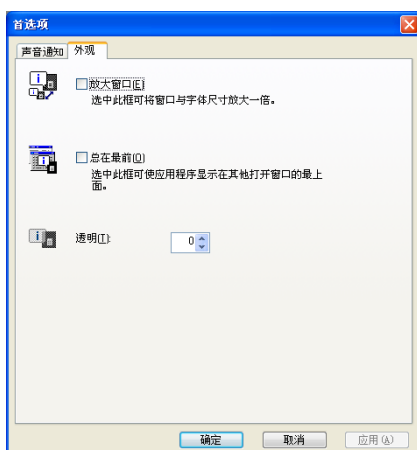 首选项
声音通知 外观
放大窗口(E)
选中此框可将窗口与字体尺寸放大一倍。
总在最前(O)
选中此框可使应用程序显示在其他打开窗口的最上
面。
透明(T): 0
确定 取消 应用(A)